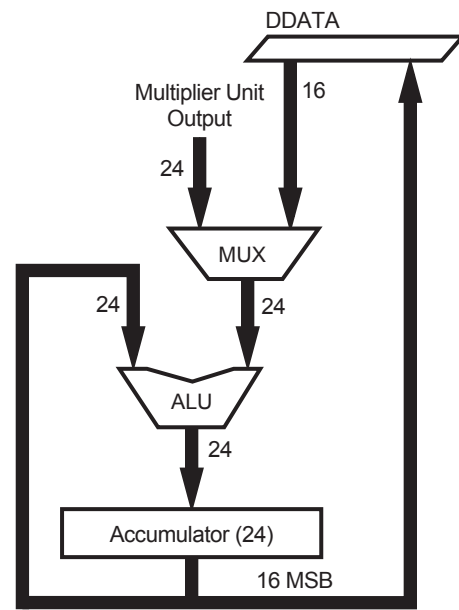 DDATA
16
Multiplier Unit
Output
24
MUX
24
24
ALU
24
Accumulator (24)
16 MSB